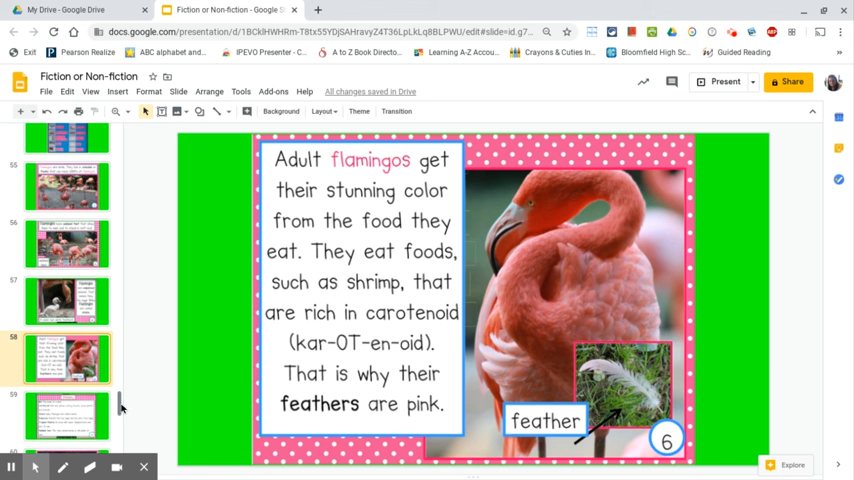 My Drive - Google Drive
Fiction or Non-fiction - Google S
docs.google.com/presentation/d/1BCklHWHRm-T8tx55YDjSAHravyZ4T36LpLkLq8BLPWU/edit#slide=id.g7...
Exit
Pearson Realize
ABC alphabet and...
IPEVO Presenter - G...
A to Z Book Directo...
Learning A-Z Accou...
Crayons & Cuties In...
Bloomfield High Sc...
Guided Reading
Fiction or Non-fiction
File Edit View Insert Format Slide Arrange Tools Add-ons Help All changes saved in Drive
Present
Share
Background Layout Theme Transition
55
56
57
58
59
Adult flamingos get
their stunning color
from the food they
eat. They eat foods,
such as shrimp, that
are rich in carotenoid
(kar-OT-en-oid).
That is why their
feathers are pink.
feather
6
Explore